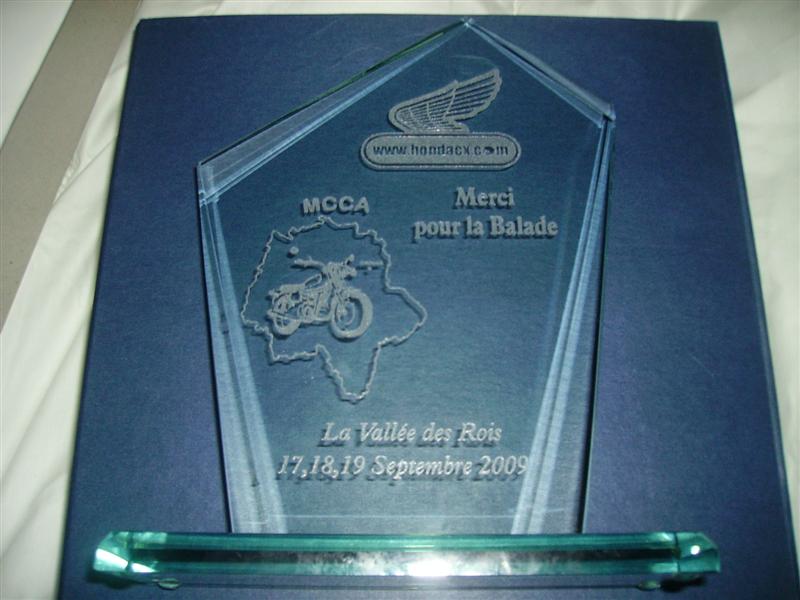 www.hondacx.com
Merci
pour la Balade
MCCA
La Vallée des Rois
17,18,19 Septembre 2009